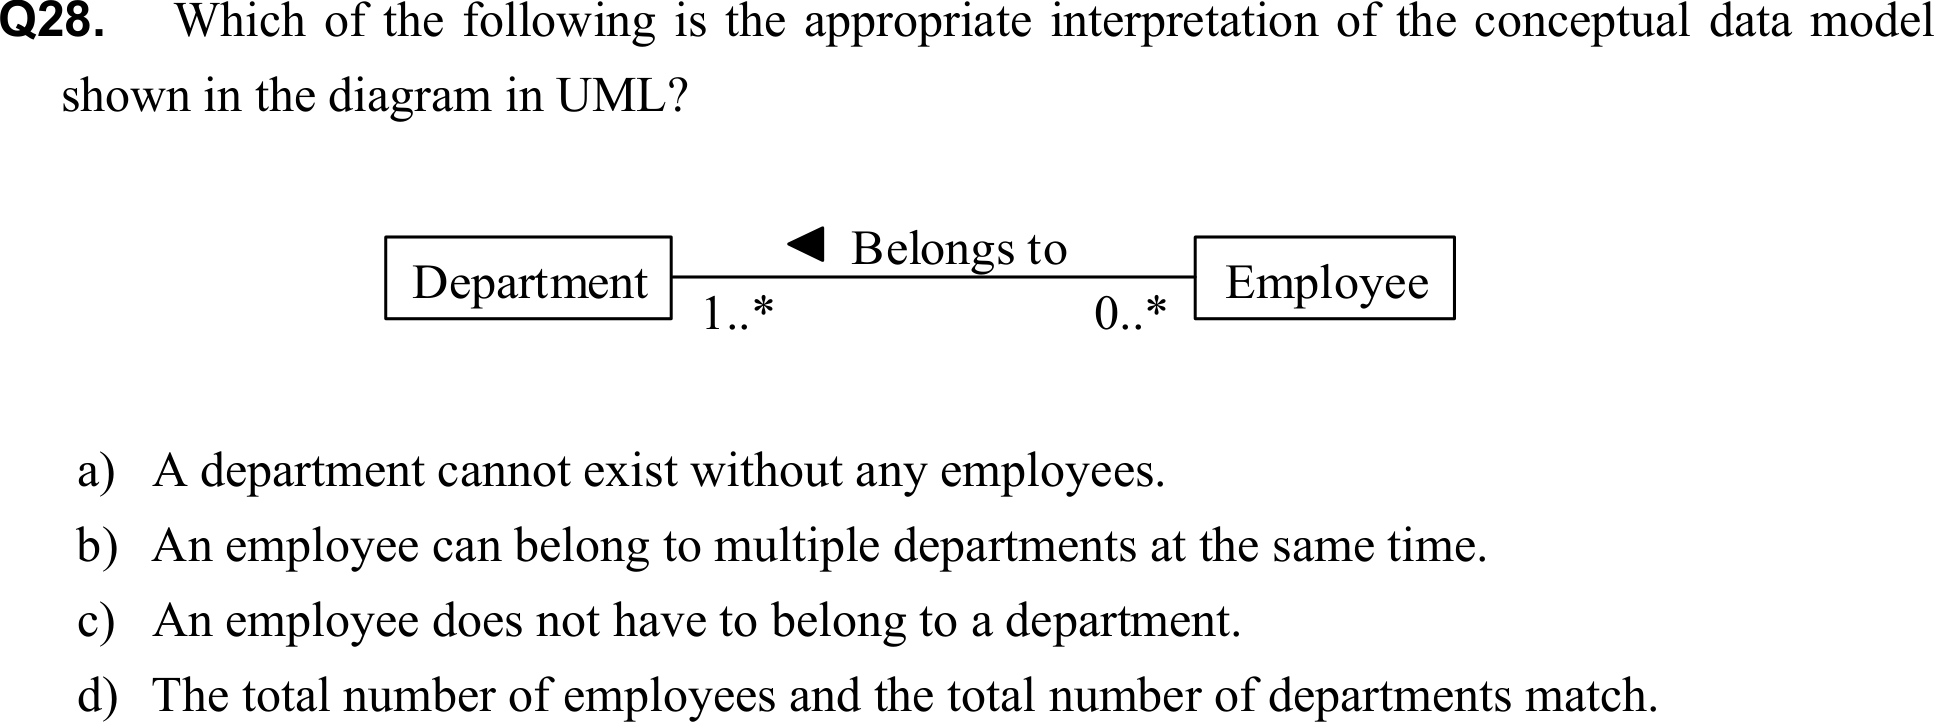 Q28. Which of the following is the appropriate interpretation of the conceptual data model
shown in the diagram in UML?
◀ Belongs to
Department
Employee
1..*
0..*
a) A department cannot exist without any employees.
b) An employee can belong to multiple departments at the same time.
c) An employee does not have to belong to a department.
d) The total number of employees and the total number of departments match.